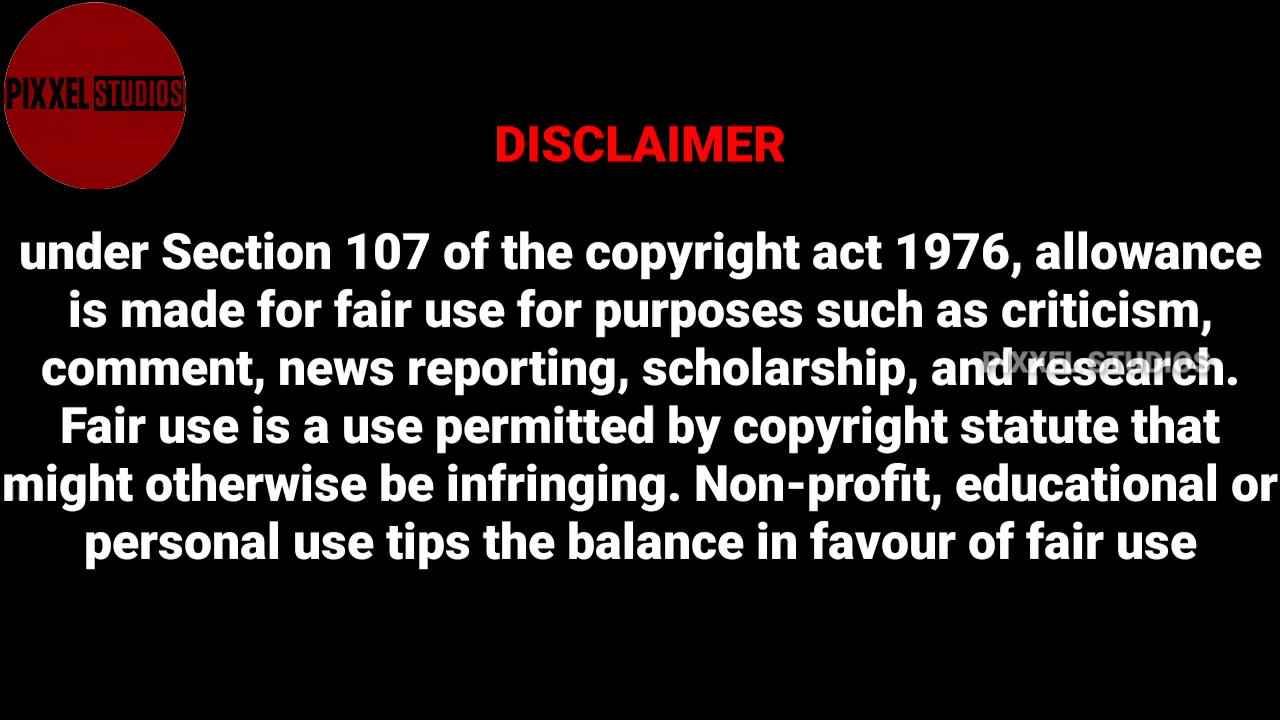 PIXXEL STUDIOS
DISCLAIMER
under Section 107 of the copyright act 1976, allowance
is made for fair use for purposes such as criticism,
comment, news reporting, scholarship, and research.
PIXXEL STUDIOS
Fair use is a use permitted by copyright statute that
might otherwise be infringing. Non-profit, educational or
personal use tips the balance in favour of fair use